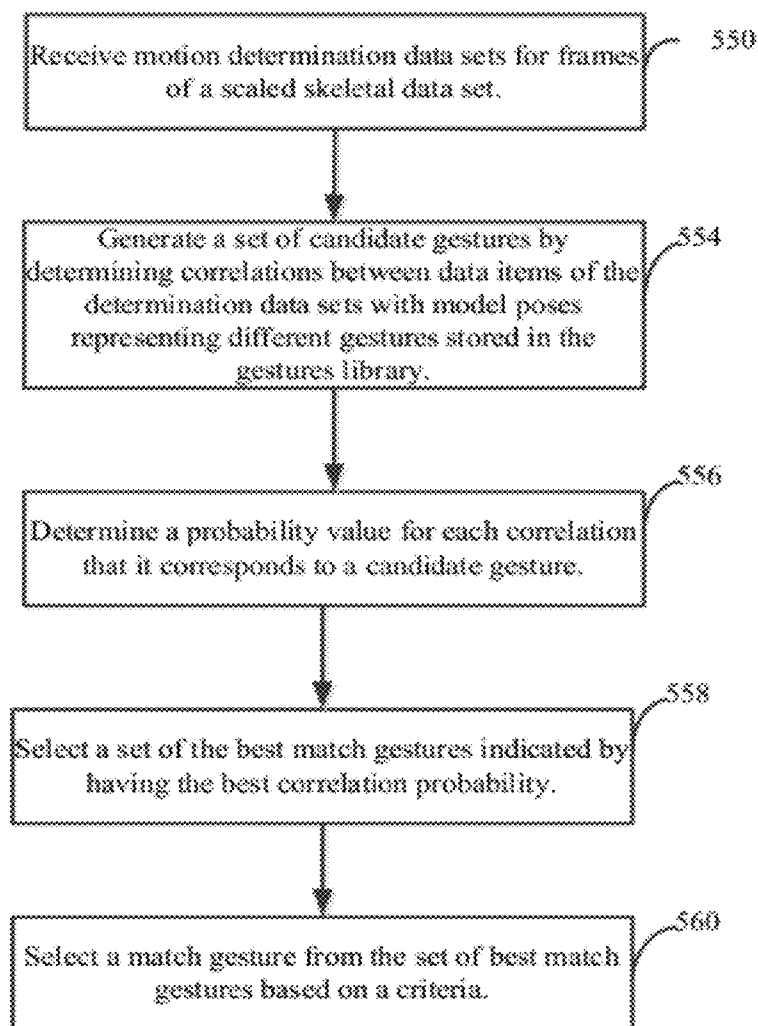 Receive motion determination data sets for frames 550
of a scaled skeletal data set.
Generate a set of candidate gestures by 554
determining correlations between data items of the
determination data sets with model poses
representing different gestures stored in the
gestures library.
556
Determine a probability value for each correlation
that it corresponds to a candidate gesture.
558
Select a set of the best match gestures indicated by
having the best correlation probability.
560
Select a match gesture from the set of best match
gestures based on a criteria.